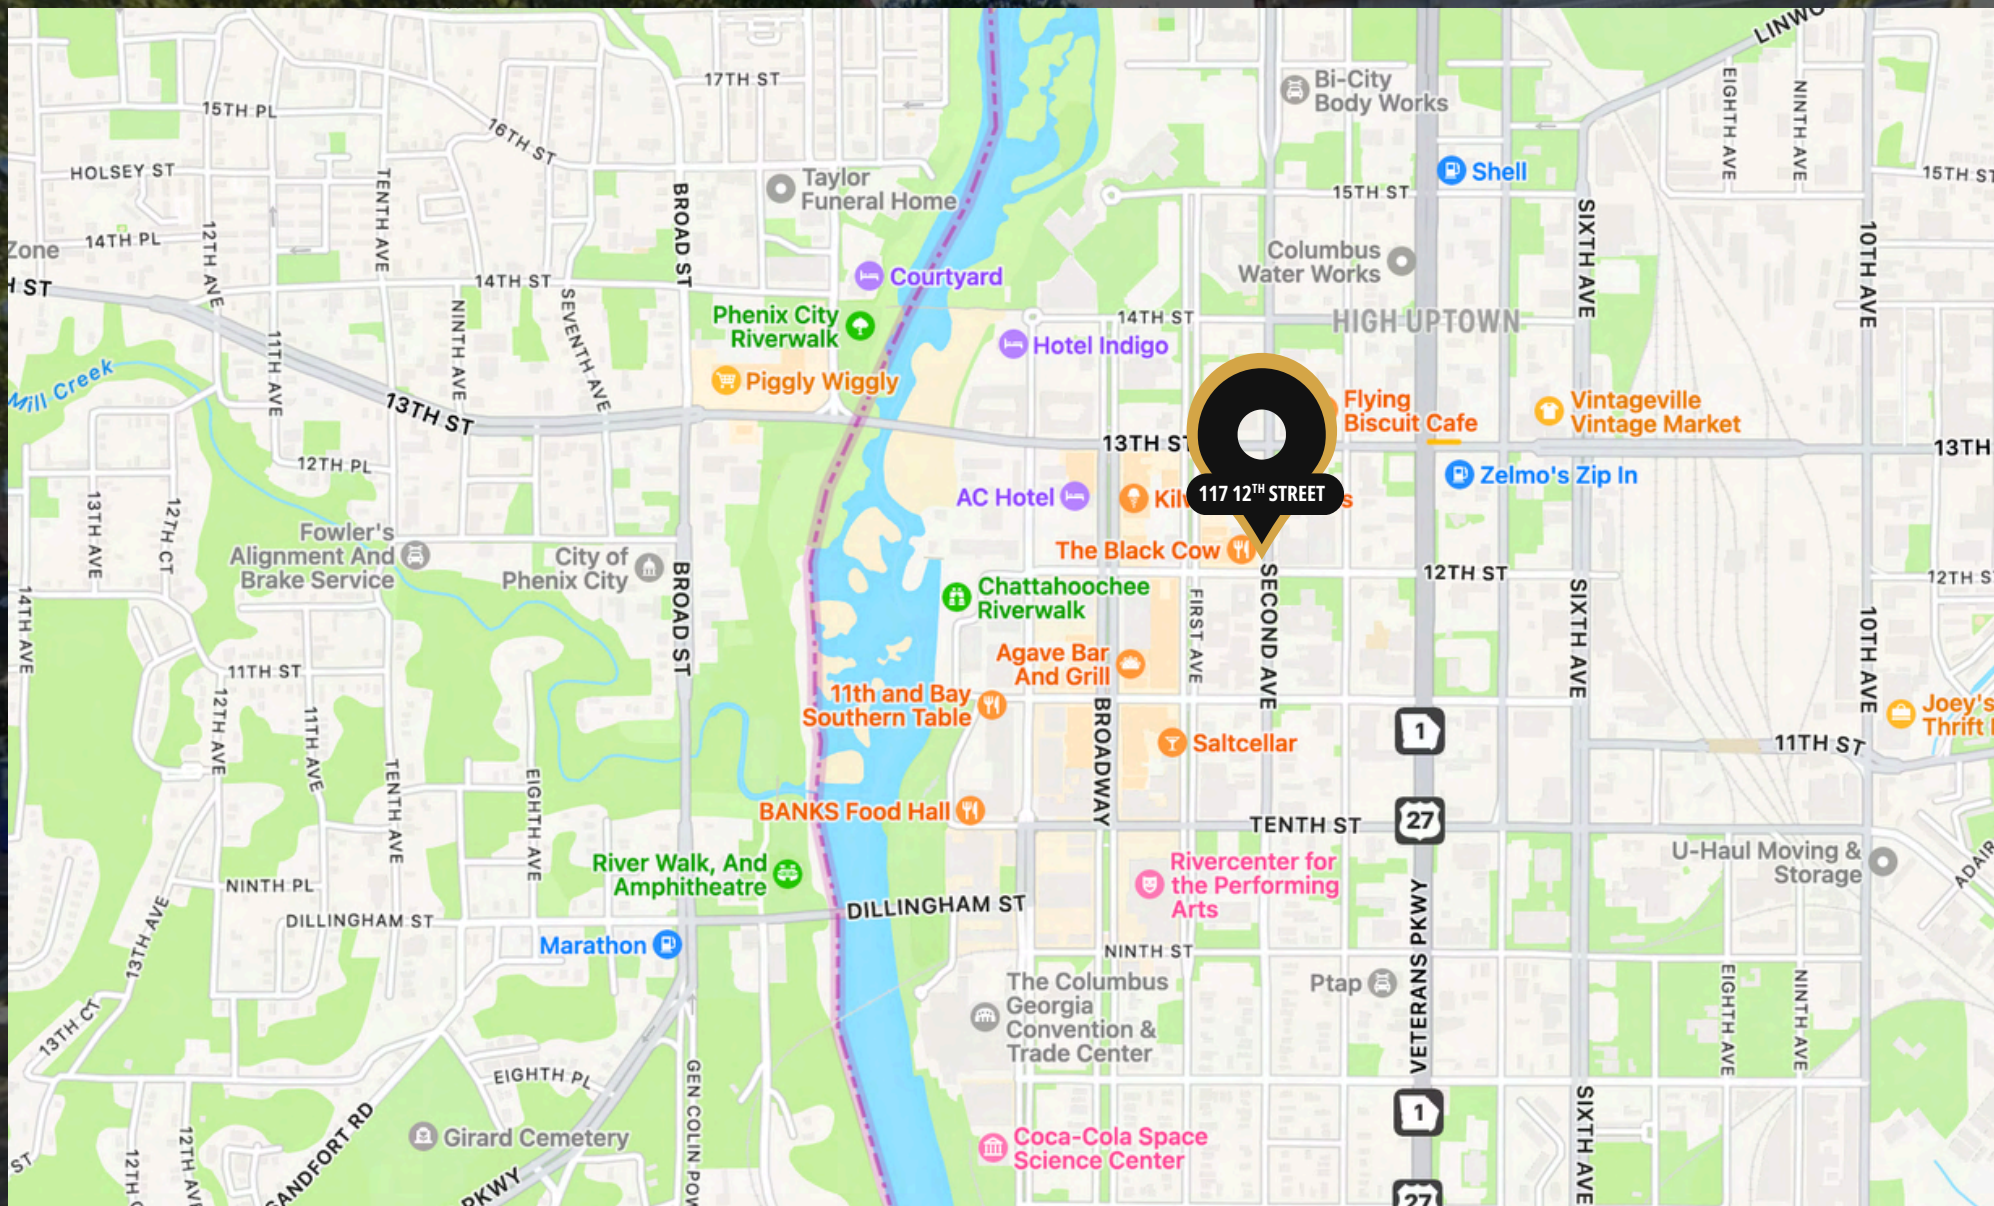 LINWO
17TH ST
Bi-City
Body Works
15TH PL
16TH ST
EIGHTH AVE
NINTH AVE
HOLSEY ST
TENTH AVE
Taylor
Funeral Home
Shell
15TH ST
15TH ST
BROAD ST
SIXTH AVE
Zone
14TH PL
12TH AVE
Columbus
Water Works
10TH AVE
H ST
14TH ST
Courtyard
Phenix City
Riverwalk
14TH ST
HIGH UPTOWN
Hotel Indigo
NINTH AVE
SEVENTH AVE
11TH AVE
Mill Creek
Piggly Wiggly
13TH ST
Flying
Biscuit Cafe
Vintageville
Vintage Market
13TH ST
13TH
12TH PL
Zelmo's Zip In
AC Hotel
Kilw
117 12TH STREET
s
13TH AVE
12TH CT
Fowler's
Alignment And
Brake Service
City of
Phenix City
The Black Cow
12TH ST
12TH S
14TH AVE
BROAD ST
Chattahoochee
Riverwalk
FIRST AVE
SECOND AVE
SIXTH AVE
10TH AVE
11TH ST
Agave Bar
And Grill
11th and Bay
Southern Table
12TH AVE
11TH AVE
BROADWAY
Saltcellar
1
Joey's
Thrift
11TH ST
TENTH AVE
EIGHTH AVE
BANKS Food Hall
TENTH ST
27
River Walk, And
Amphitheatre
Rivercenter for
the Performing
Arts
U-Haul Moving &
Storage
ADAIR
NINTH PL
DILLINGHAM ST
DILLINGHAM ST
13TH AVE
Marathon
NINTH ST
VETERANS PKWY
The Columbus
Georgia
Convention &
Trade Center
Ptap
EIGHTH AVE
NINTH AVE
13TH CT
EIGHTH PL
GEN COLIN POW
SANDFORT RD
Girard Cemetery
1
SIXTH AVE
Coca-Cola Space
Science Center
ST
12TH C
12TH AVE
PKWY
27